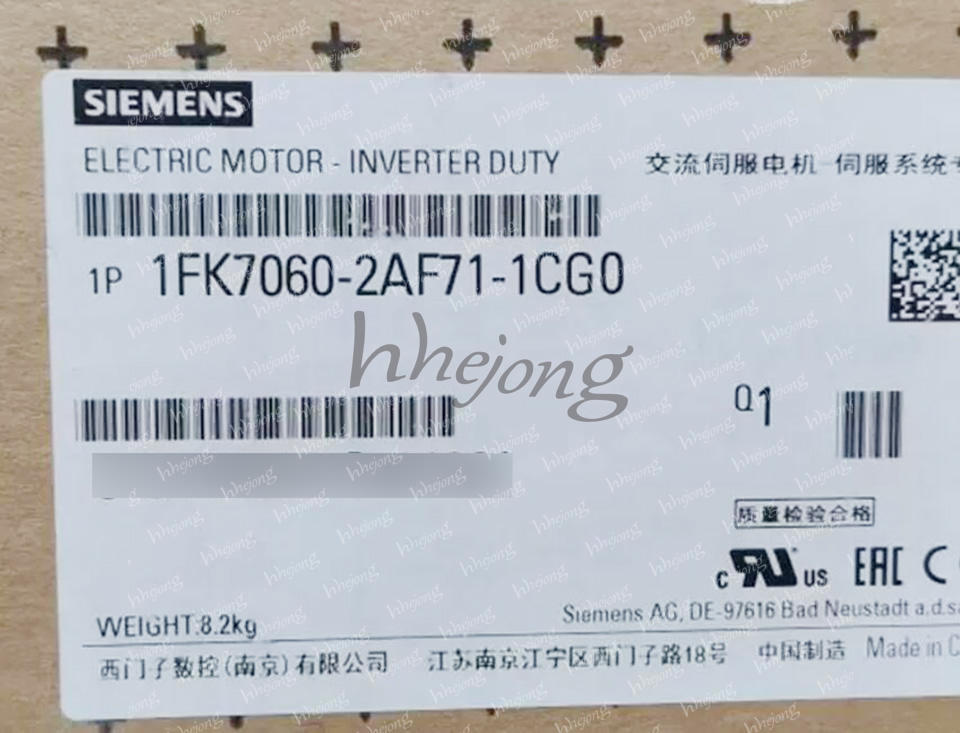 SIEMENS
ELECTRIC MOTOR - INVERTER DUTY
交流伺服电机-伺服系统
1P 1FK7060-2AF71-1CG0
hhejong
Q1
质量检验合格
c RU US EAC
WEIGHT:8.2kg
Siemens AG, DE-97616 Bad Neustadt a.d.
西门子数控(南京)有限公司 江苏南京江宁区西门子路18号 中国制造 Made in